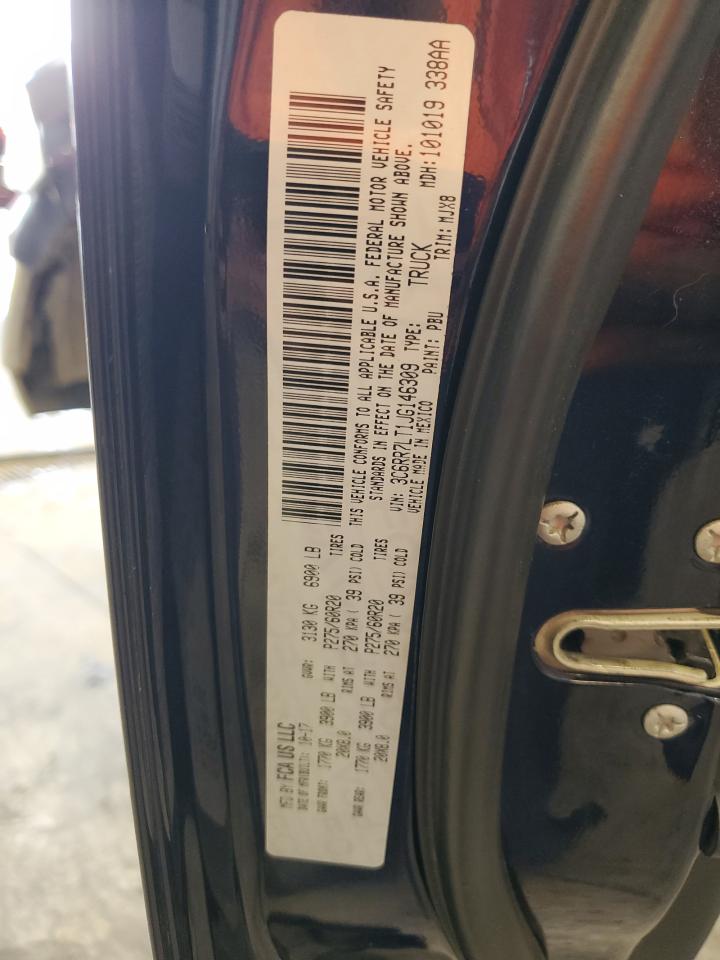 MFD BY FCA US LLC
DATE OF MFR(BUILT): 10-17 GVWR: 3130 KG 6900 LB
GAWR FRONT: 1770 KG 3900 LB WITH P275/60R20 TIRES
20X8.0 RIMS AT 270 KPA ( 39 PSI) COLD
GAWR REAR: 1770 KG 3900 LB WITH P275/60R20 TIRES
20X8.0 RIMS AT 270 KPA ( 39 PSI) COLD
THIS VEHICLE CONFORMS TO ALL APPLICABLE U.S.A. FEDERAL MOTOR VEHICLE SAFETY
STANDARDS IN EFFECT ON THE DATE OF MANUFACTURE SHOWN ABOVE.
VIN: 3C6RR7LT1JG146309 TYPE: TRUCK MDH:101019 338AA
VEHICLE MADE IN MEXICO PAINT: PBU TRIM: MJX8